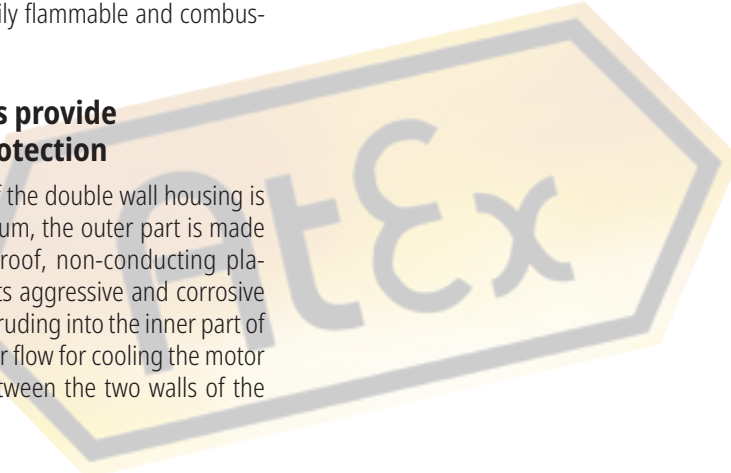 ily flammable and combus-
s provide
otection
f the double wall housing is
um, the outer part is made
roof, non-conducting pla-
ts aggressive and corrosive
ruding into the inner part of
r flow for cooling the motor
tween the two walls of the
AtEx